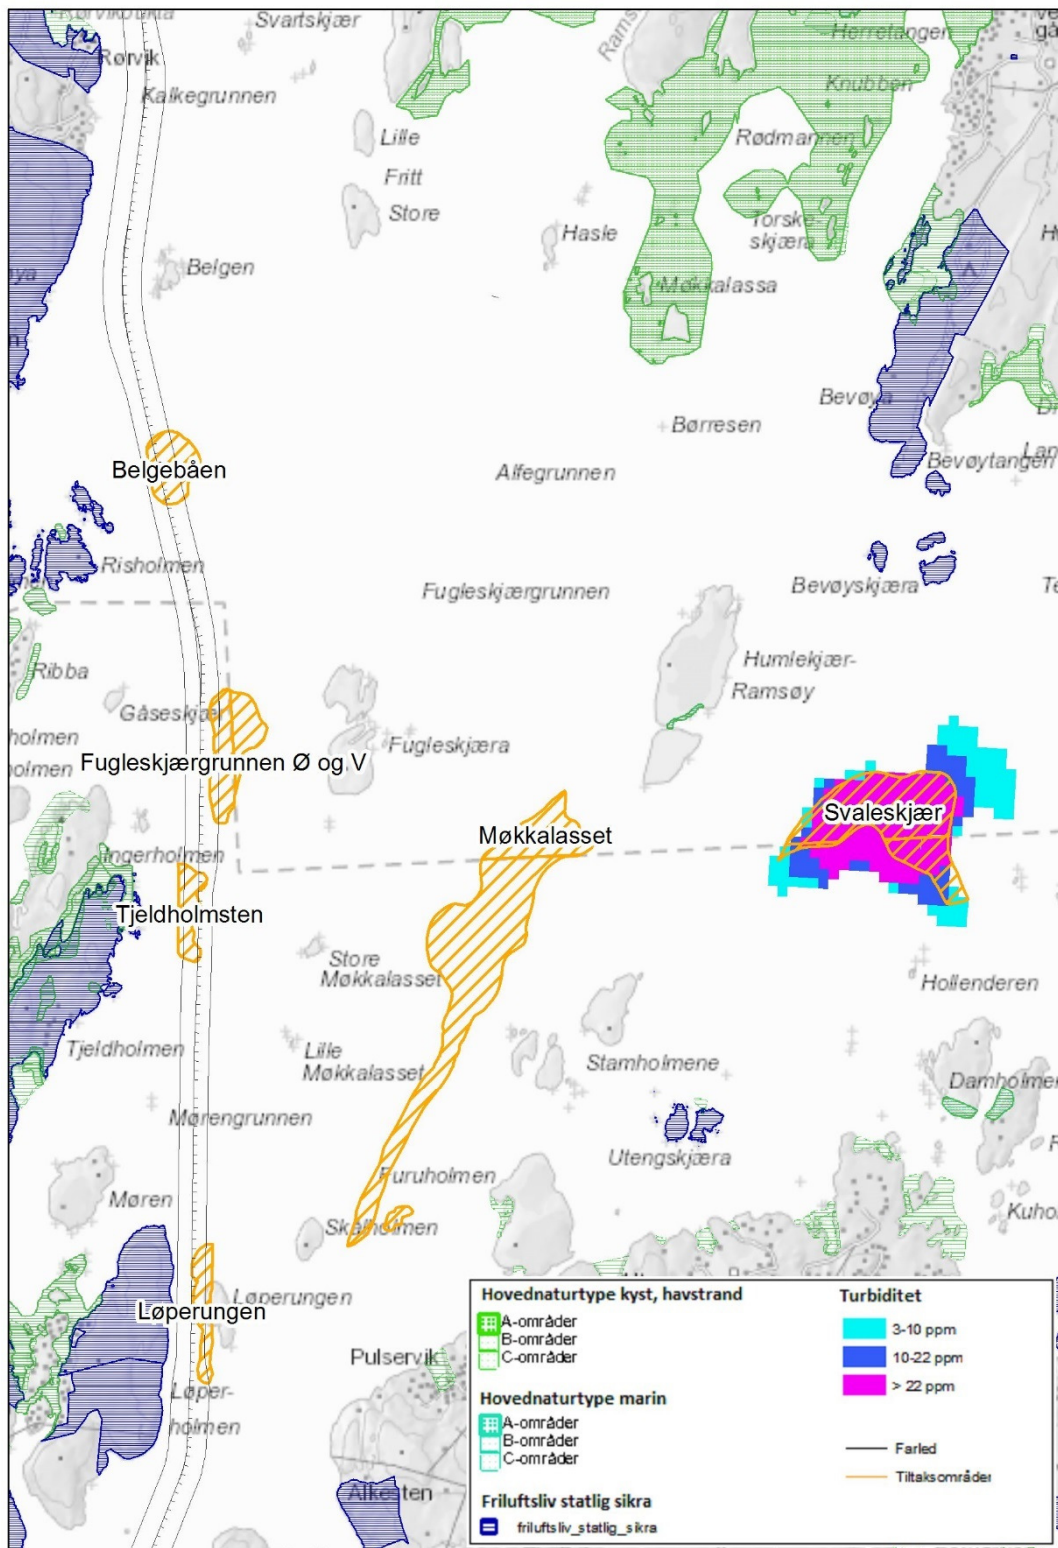 Svartskjær
Rørvik
Kalkegrunnen
Herretangen
Knubben
Lille
Rødmannen
Fritt
Store
Hasle
Torske-
skjæra
Belgen
Møkkalassa
Bevøya
Børresen
Belgebåen
Alfegrunnen
Bevøytangen
Risholmen
Fugleskjærgrunnen
Bevøyskjæra
Ribba
Humlekjær-
Ramsøy
Gåseskjær
holmen
Fugleskjæra
Fugleskjærgrunnen Ø og V
holmen
Svaleskjær
Møkkalasset
Ingerholmen
Tjeldholmsten
Store
Møkkalasset
Hollenderen
Tjeldholmen
Lille
Møkkalasset
Stamholmene
Damholmen
Mørengrunnen
Utengskjæra
Furuholmen
Møren
Skålholmen
Løperungen
Løperungen
Pulservik
Løper-
holmen
Alkesten
Hovednaturtype kyst, havstrand
A-områder
B-områder
C-områder
Hovednaturtype marin
A-områder
B-områder
C-områder
Friluftsliv statlig sikra
friluftsliv_statlig_sikra
Turbiditet
3-10 ppm
10-22 ppm
> 22 ppm
Farled
Tiltaksområder